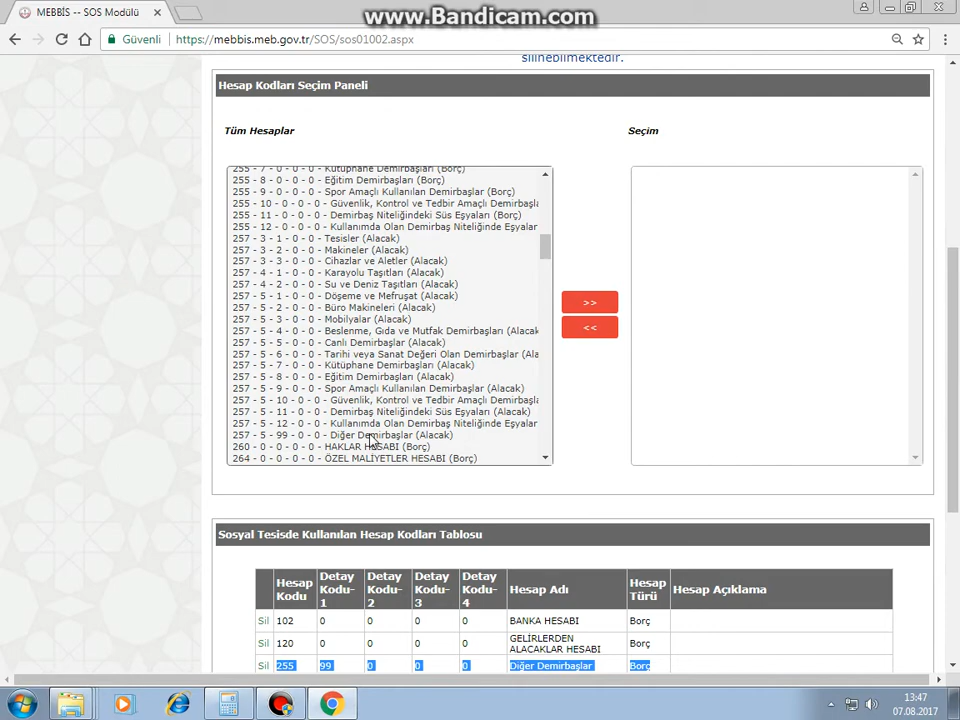 www.Bandicam.com
MEBBİS -- SOS Modülü
Güvenli
https://mebbis.meb.gov.tr/SOS/sos01002.aspx
silinebilmektedir.
Hesap Kodları Seçim Paneli
Tüm Hesaplar
Seçim
255 - 7 - 0 - 0 - 0 - Kütüphane Demirbaşları (Borç)
255 - 8 - 0 - 0 - 0 - Eğitim Demirbaşları (Borç)
255 - 9 - 0 - 0 - 0 - Spor Amaçlı Kullanılan Demirbaşlar (Borç)
255 - 10 - 0 - 0 - 0 - Güvenlik, Kontrol ve Tedbir Amaçlı Demirbaşla
255 - 11 - 0 - 0 - 0 - Demirbaş Niteliğindeki Süs Eşyaları (Borç)
255 - 12 - 0 - 0 - 0 - Kullanımda Olan Demirbaş Niteliğinde Eşyalar
257 - 3 - 1 - 0 - 0 - Tesisler (Alacak)
257 - 3 - 2 - 0 - 0 - Makineler (Alacak)
257 - 3 - 3 - 0 - 0 - Cihazlar ve Aletler (Alacak)
257 - 4 - 1 - 0 - 0 - Karayolu Taşıtları (Alacak)
257 - 4 - 2 - 0 - 0 - Su ve Deniz Taşıtları (Alacak)
257 - 5 - 1 - 0 - 0 - Döşeme ve Mefruşat (Alacak)
257 - 5 - 2 - 0 - 0 - Büro Makineleri (Alacak)
257 - 5 - 3 - 0 - 0 - Mobilyalar (Alacak)
257 - 5 - 4 - 0 - 0 - Beslenme, Gıda ve Mutfak Demirbaşları (Alacak
257 - 5 - 5 - 0 - 0 - Canlı Demirbaşlar (Alacak)
257 - 5 - 6 - 0 - 0 - Tarihi veya Sanat Değeri Olan Demirbaşlar (Ala
257 - 5 - 7 - 0 - 0 - Kütüphane Demirbaşları (Alacak)
257 - 5 - 8 - 0 - 0 - Eğitim Demirbaşları (Alacak)
257 - 5 - 9 - 0 - 0 - Spor Amaçlı Kullanılan Demirbaşlar (Alacak)
257 - 5 - 10 - 0 - 0 - Güvenlik, Kontrol ve Tedbir Amaçlı Demirbaşla
257 - 5 - 11 - 0 - 0 - Demirbaş Niteliğindeki Süs Eşyaları (Alacak)
257 - 5 - 12 - 0 - 0 - Kullanımda Olan Demirbaş Niteliğinde Eşyalar
257 - 5 - 99 - 0 - 0 - Diğer Demirbaşlar (Alacak)
260 - 0 - 0 - 0 - 0 - HAKLAR HESABI (Borç)
264 - 0 - 0 - 0 - 0 - ÖZEL MALİYETLER HESABI (Borç)
>>
<<
Sosyal Tesisde Kullanılan Hesap Kodları Tablosu
Hesap Kodu Detay Kodu-1 Detay Kodu-2 Detay Kodu-3 Detay Kodu-4 Hesap Adı Hesap Türü Hesap Açıklama
Sil 102 0 0 0 0 BANKA HESABI Borç
Sil 120 0 0 0 0 GELİRLERDEN ALACAKLAR HESABI Borç
Sil 255 99 0 0 0 Diğer Demirbaşlar Borç
13:47
07.08.2017